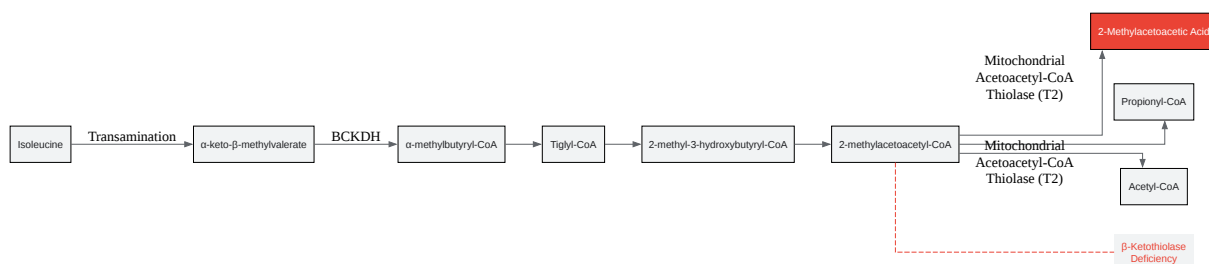 2-Methylacetoacetic Acid
Mitochondrial
Acetoacetyl-CoA
Thiolase (T2)
Propionyl-CoA
Isoleucine
Transamination
α-keto-β-methylvalerate
BCKDH
α-methylbutyryl-CoA
Tiglyl-CoA
2-methyl-3-hydroxybutyryl-CoA
2-methylacetoacetyl-CoA
Mitochondrial
Acetoacetyl-CoA
Thiolase (T2)
Acetyl-CoA
β-Ketothiolase
Deficiency